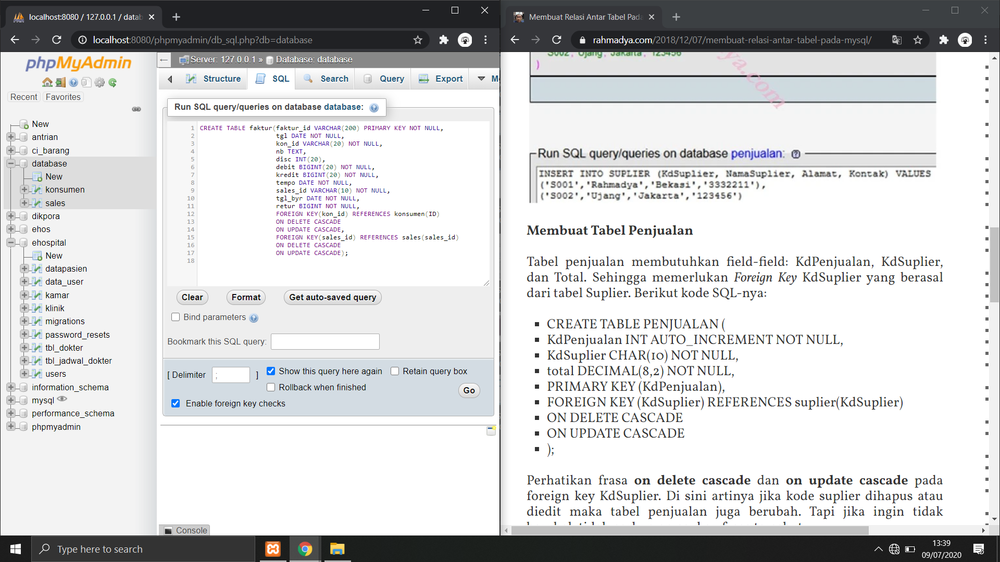 localhost:8080 / 127.0.0.1 / datab
localhost:8080/phpmyadmin/db_sql.php?db=database
phpMyAdmin
Recent
Favorites
New
antrian
ci_barang
database
New
konsumen
sales
dikpora
ehos
ehospital
New
datapasien
data_user
kamar
klinik
migrations
password_resets
tbl_dokter
tbl_jadwal_dokter
users
information_schema
mysql
performance_schema
phpmyadmin
Server: 127.0.0.1 » Database: database
Structure
SQL
Search
Query
Export
M
Run SQL query/queries on database database:
1 CREATE TABLE faktur(faktur_id VARCHAR(200) PRIMARY KEY NOT NULL,
2 tgl DATE NOT NULL,
3 kon_id VARCHAR(20) NOT NULL,
4 nb TEXT,
5 disc INT(20),
6 debit BIGINT(20) NOT NULL,
7 kredit BIGINT(20) NOT NULL,
8 tempo DATE NOT NULL,
9 sales_id VARCHAR(10) NOT NULL,
10 tgl_byr DATE NOT NULL,
11 retur BIGINT NOT NULL,
12 FOREIGN KEY(kon_id) REFERENCES konsumen(ID)
13 ON DELETE CASCADE
14 ON UPDATE CASCADE,
15 FOREIGN KEY(sales_id) REFERENCES sales(sales_id)
16 ON DELETE CASCADE
17 ON UPDATE CASCADE);
18
Clear
Format
Get auto-saved query
Bind parameters
Bookmark this SQL query:
[ Delimiter ; ]
Show this query here again
Retain query box
Rollback when finished
Go
Enable foreign key checks
Console
Membuat Relasi Antar Tabel Pada
rahmadya.com/2018/12/07/membuat-relasi-antar-tabel-pada-mysql/
'S002', 'Ujang', 'Jakarta', '123456'
)
ya.com
Run SQL query/queries on database penjualan:
INSERT INTO SUPLIER (KdSuplier, NamaSuplier, Alamat, Kontak) VALUES
('S001','Rahmadya','Bekasi','3332211'),
('S002','Ujang','Jakarta','123456')
Membuat Tabel Penjualan
Tabel penjualan membutuhkan field-field: KdPenjualan, KdSuplier,
dan Total. Sehingga memerlukan Foreign Key KdSuplier yang berasal
dari tabel Suplier. Berikut kode SQL-nya:
CREATE TABLE PENJUALAN (
KdPenjualan INT AUTO_INCREMENT NOT NULL,
KdSuplier CHAR(10) NOT NULL,
total DECIMAL(8,2) NOT NULL,
PRIMARY KEY (KdPenjualan),
FOREIGN KEY (KdSuplier) REFERENCES suplier(KdSuplier)
ON DELETE CASCADE
ON UPDATE CASCADE
);
Perhatikan frasa on delete cascade dan on update cascade pada
foreign key KdSuplier. Di sini artinya jika kode suplier dihapus atau
diedit maka tabel penjualan juga berubah. Tapi jika ingin tidak
Type here to search
13:39
09/07/2020